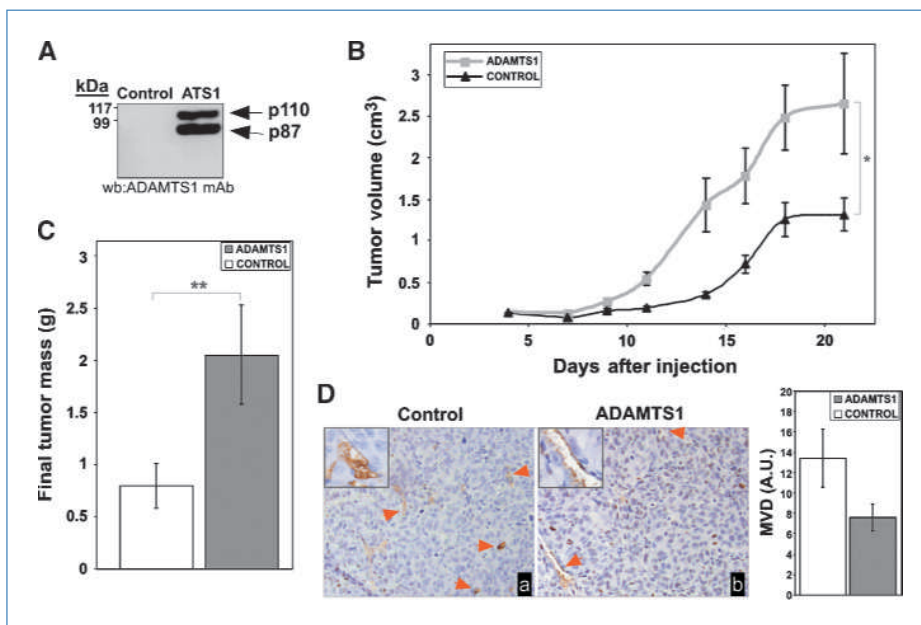 A
kDa Control ATS1
117
99
p110
p87
wb:ADAMTS1 mAb
B
ADAMTS1
CONTROL
Tumor volume (cm3)
3
2.5
2
1.5
1
0.5
0
0 5 10 15 20
Days after injection
*
C
ADAMTS1
CONTROL
Final tumor mass (g)
3
2.5
2
1.5
1
0.5
0
**
D
Control ADAMTS1
a
b
ADAMTS1
CONTROL
MVD (A.U.)
20
18
16
14
12
10
8
6
4
2
0